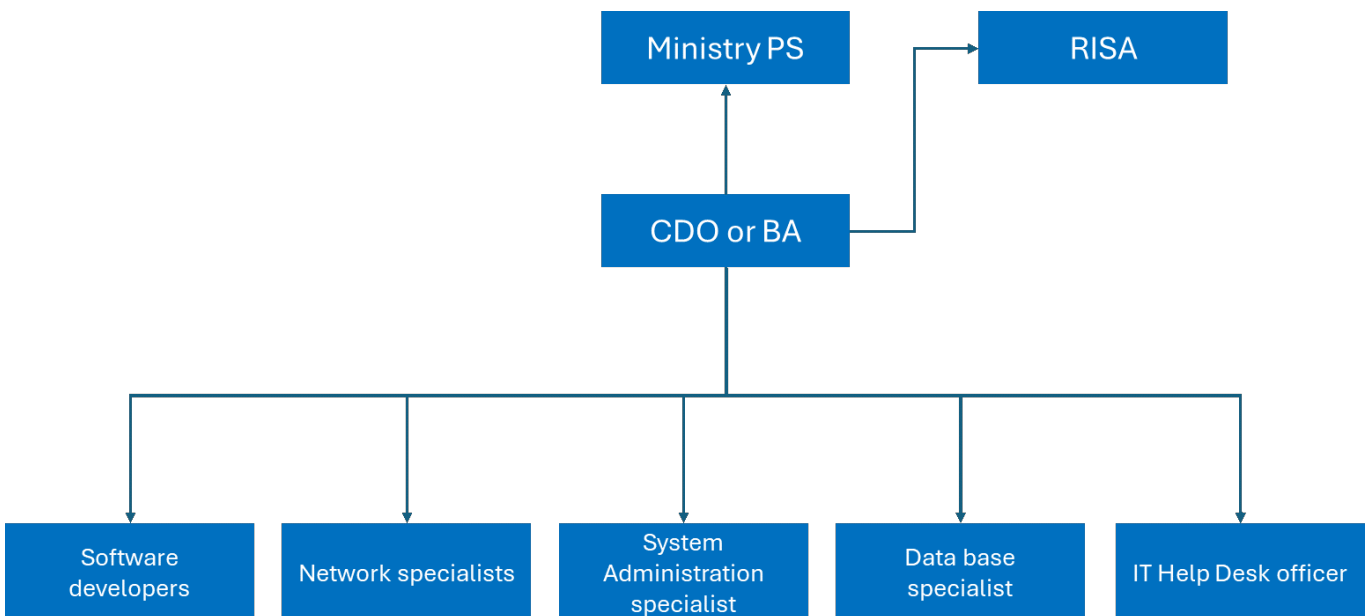 Ministry PS
RISA
CDO or BA
Software
developers
Network specialists
System
Administration
specialist
Data base
specialist
IT Help Desk officer